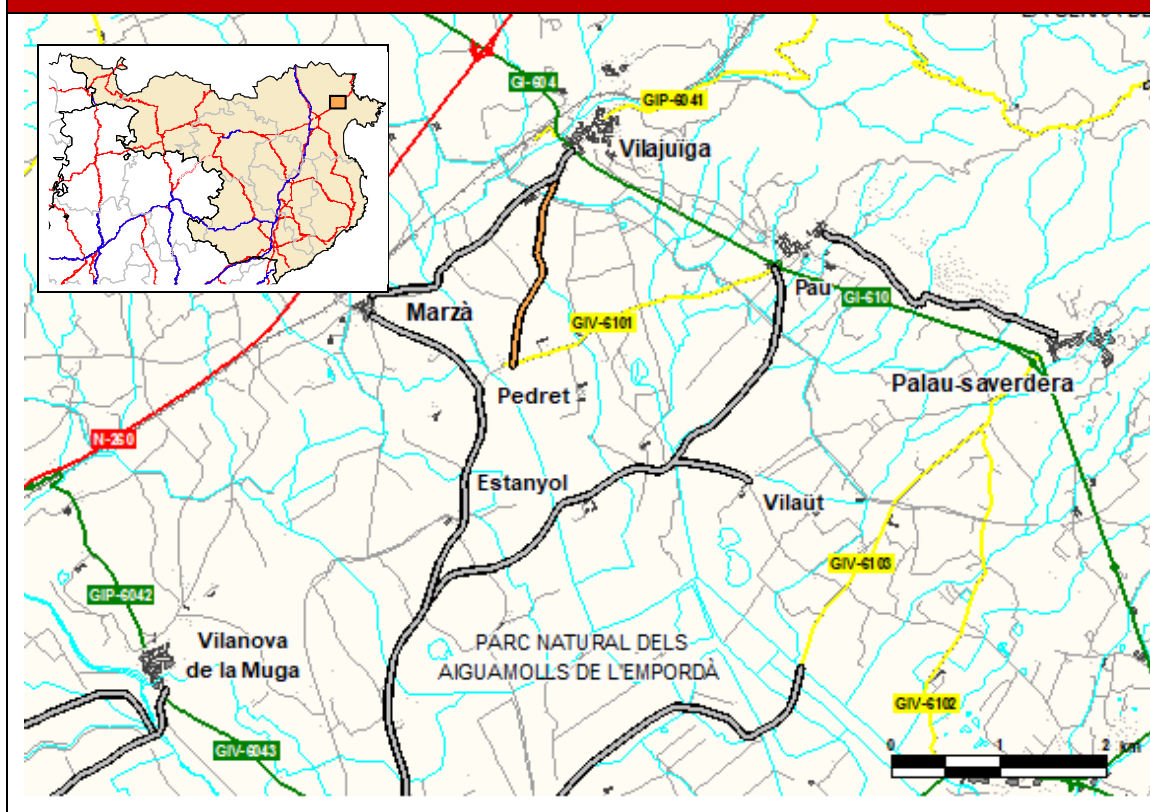 GI-604
GIP-6041
Vilajuïga
Pau
GI-610
Marzà
GIV-6101
Palau-saverdera
Pedret
N-260
Estanyol
Vilaüt
GIV-6103
GIP-6042
Vilanova
de la Muga
PARC NATURAL DELS
AIGUAMOLLS DE L'EMPORDÀ
GIV-6102
GIV-6043
0 1 2 km